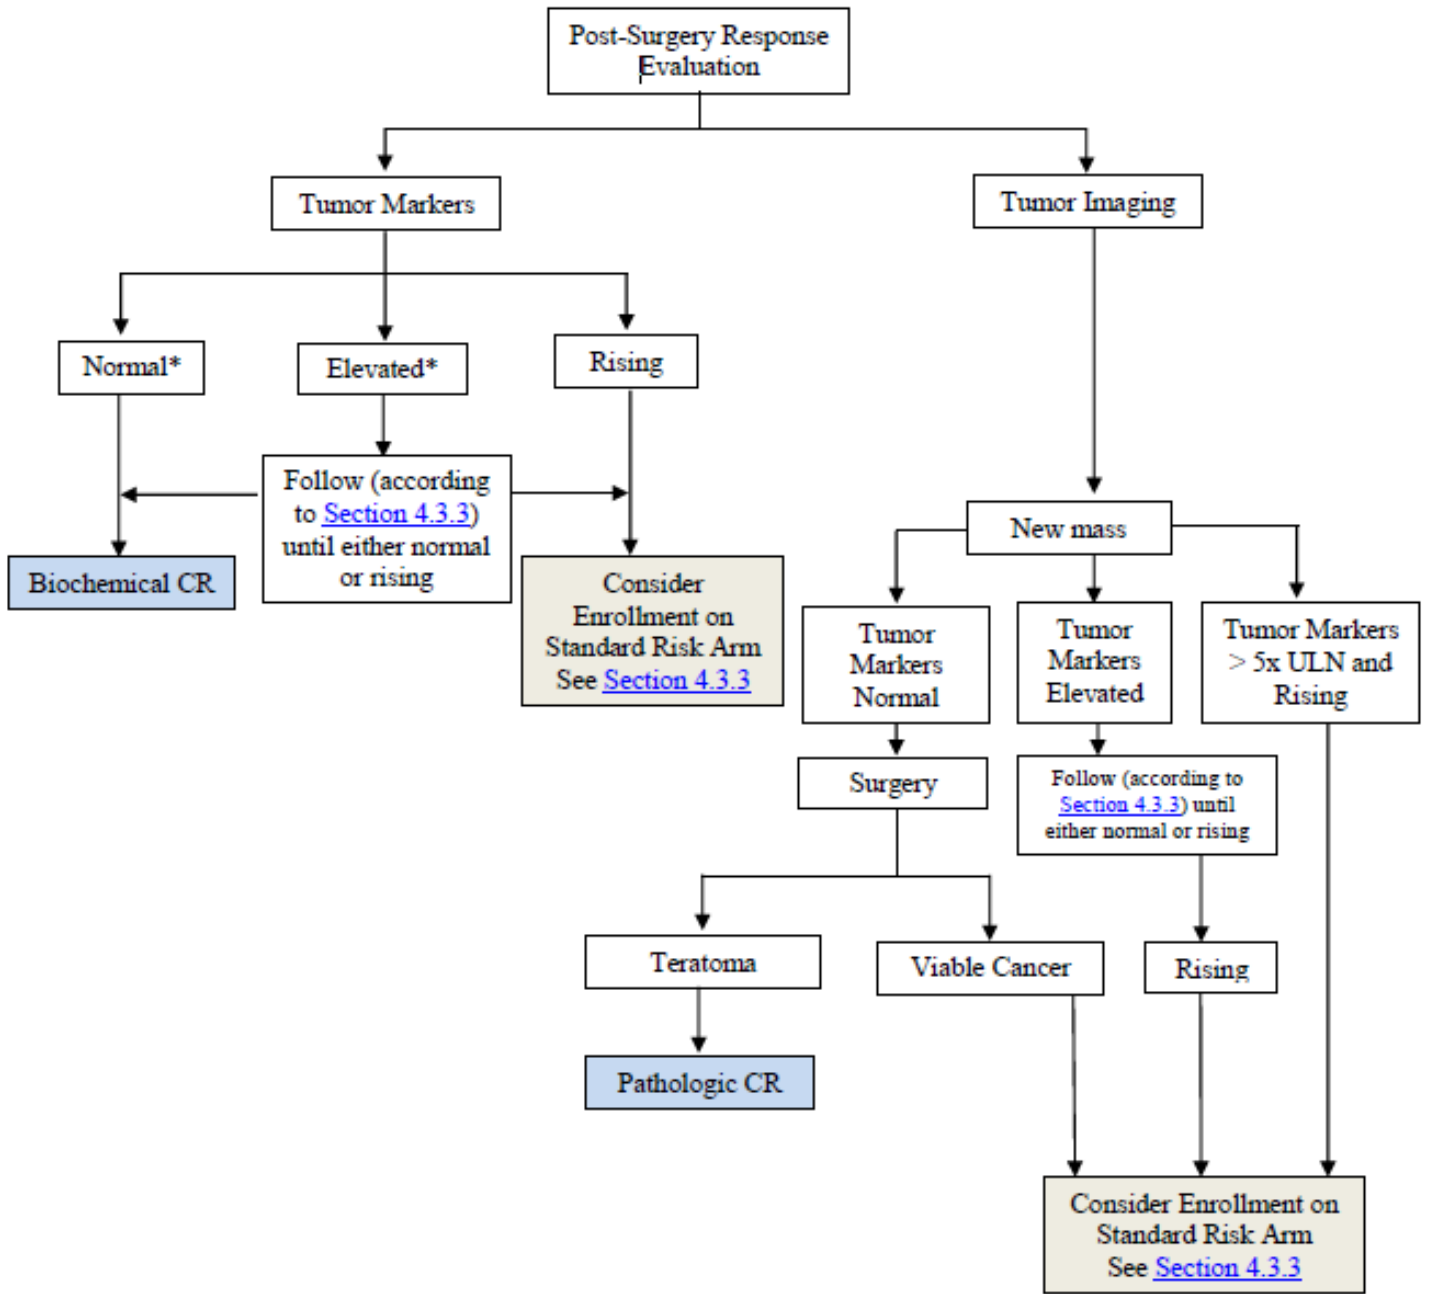 Post-Surgery Response
Evaluation
Tumor Markers
Tumor Imaging
Normal*
Elevated*
Rising
Follow (according
to Section 4.3.3)
until either normal
or rising
Biochemical CR
Consider
Enrollment on
Standard Risk Arm
See Section 4.3.3
New mass
Tumor
Markers
Normal
Tumor
Markers
Elevated
Tumor Markers
> 5x ULN and
Rising
Surgery
Follow (according to
Section 4.3.3) until
either normal or rising
Teratoma
Viable Cancer
Rising
Pathologic CR
Consider Enrollment on
Standard Risk Arm
See Section 4.3.3